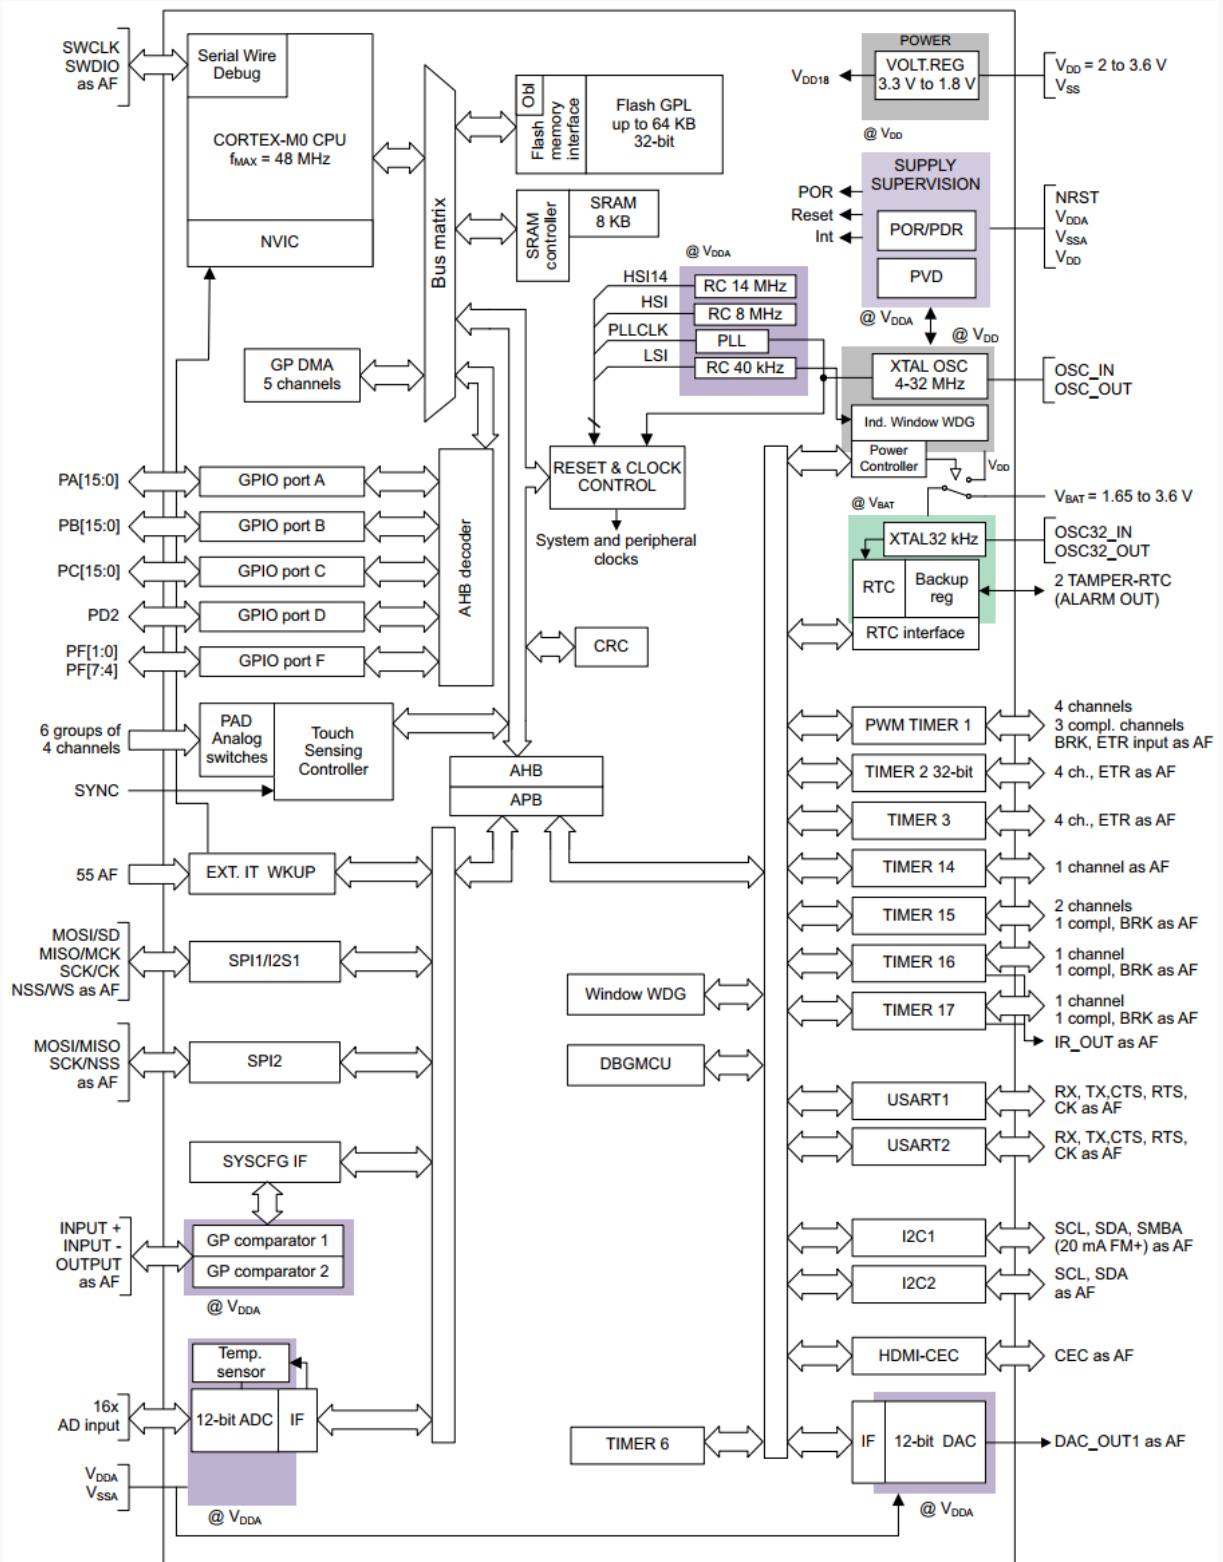 SWCLK
SWDIO
as AF
Serial Wire
Debug
CORTEX-M0 CPU
fMAX = 48 MHz
NVIC
Bus matrix
Obl
Flash
memory
interface
Flash GPL
up to 64 KB
32-bit
SRAM
controller
SRAM
8 KB
POWER
VOLT.REG
3.3 V to 1.8 V
VDD18
VDD = 2 to 3.6 V
VSS
@ VDD
SUPPLY
SUPERVISION
POR
Reset
Int
POR/PDR
PVD
NRST
VDDA
VSSA
VDD
@ VDDA
@ VDD
@ VDDA
HSI14
HSI
PLLCLK
LSI
RC 14 MHz
RC 8 MHz
PLL
RC 40 kHz
XTAL OSC
4-32 MHz
OSC_IN
OSC_OUT
Ind. Window WDG
Power
Controller
VDD
VBAT = 1.65 to 3.6 V
@ VBAT
GP DMA
5 channels
RESET & CLOCK
CONTROL
System and peripheral
clocks
XTAL32 kHz
OSC32_IN
OSC32_OUT
RTC
Backup
reg
2 TAMPER-RTC
(ALARM OUT)
RTC interface
PA[15:0]
GPIO port A
PB[15:0]
GPIO port B
PC[15:0]
GPIO port C
PD2
GPIO port D
PF[1:0]
PF[7:4]
GPIO port F
AHB decoder
CRC
6 groups of
4 channels
PAD
Analog
switches
Touch
Sensing
Controller
SYNC
AHB
APB
55 AF
EXT. IT WKUP
MOSI/SD
MISO/MCK
SCK/CK
NSS/WS as AF
SPI1/I2S1
MOSI/MISO
SCK/NSS
as AF
SPI2
SYSCFG IF
INPUT +
INPUT -
OUTPUT
as AF
GP comparator 1
GP comparator 2
@ VDDA
Temp.
sensor
16x
AD input
12-bit ADC
IF
VDDA
VSSA
@ VDDA
Window WDG
DBGMCU
TIMER 6
PWM TIMER 1
4 channels
3 compl. channels
BRK, ETR input as AF
TIMER 2 32-bit
4 ch., ETR as AF
TIMER 3
4 ch., ETR as AF
TIMER 14
1 channel as AF
TIMER 15
2 channels
1 compl, BRK as AF
TIMER 16
1 channel
1 compl, BRK as AF
TIMER 17
1 channel
1 compl, BRK as AF
IR_OUT as AF
USART1
RX, TX,CTS, RTS,
CK as AF
USART2
RX, TX,CTS, RTS,
CK as AF
I2C1
SCL, SDA, SMBA
(20 mA FM+) as AF
I2C2
SCL, SDA
as AF
HDMI-CEC
CEC as AF
IF
12-bit DAC
DAC_OUT1 as AF
@ VDDA